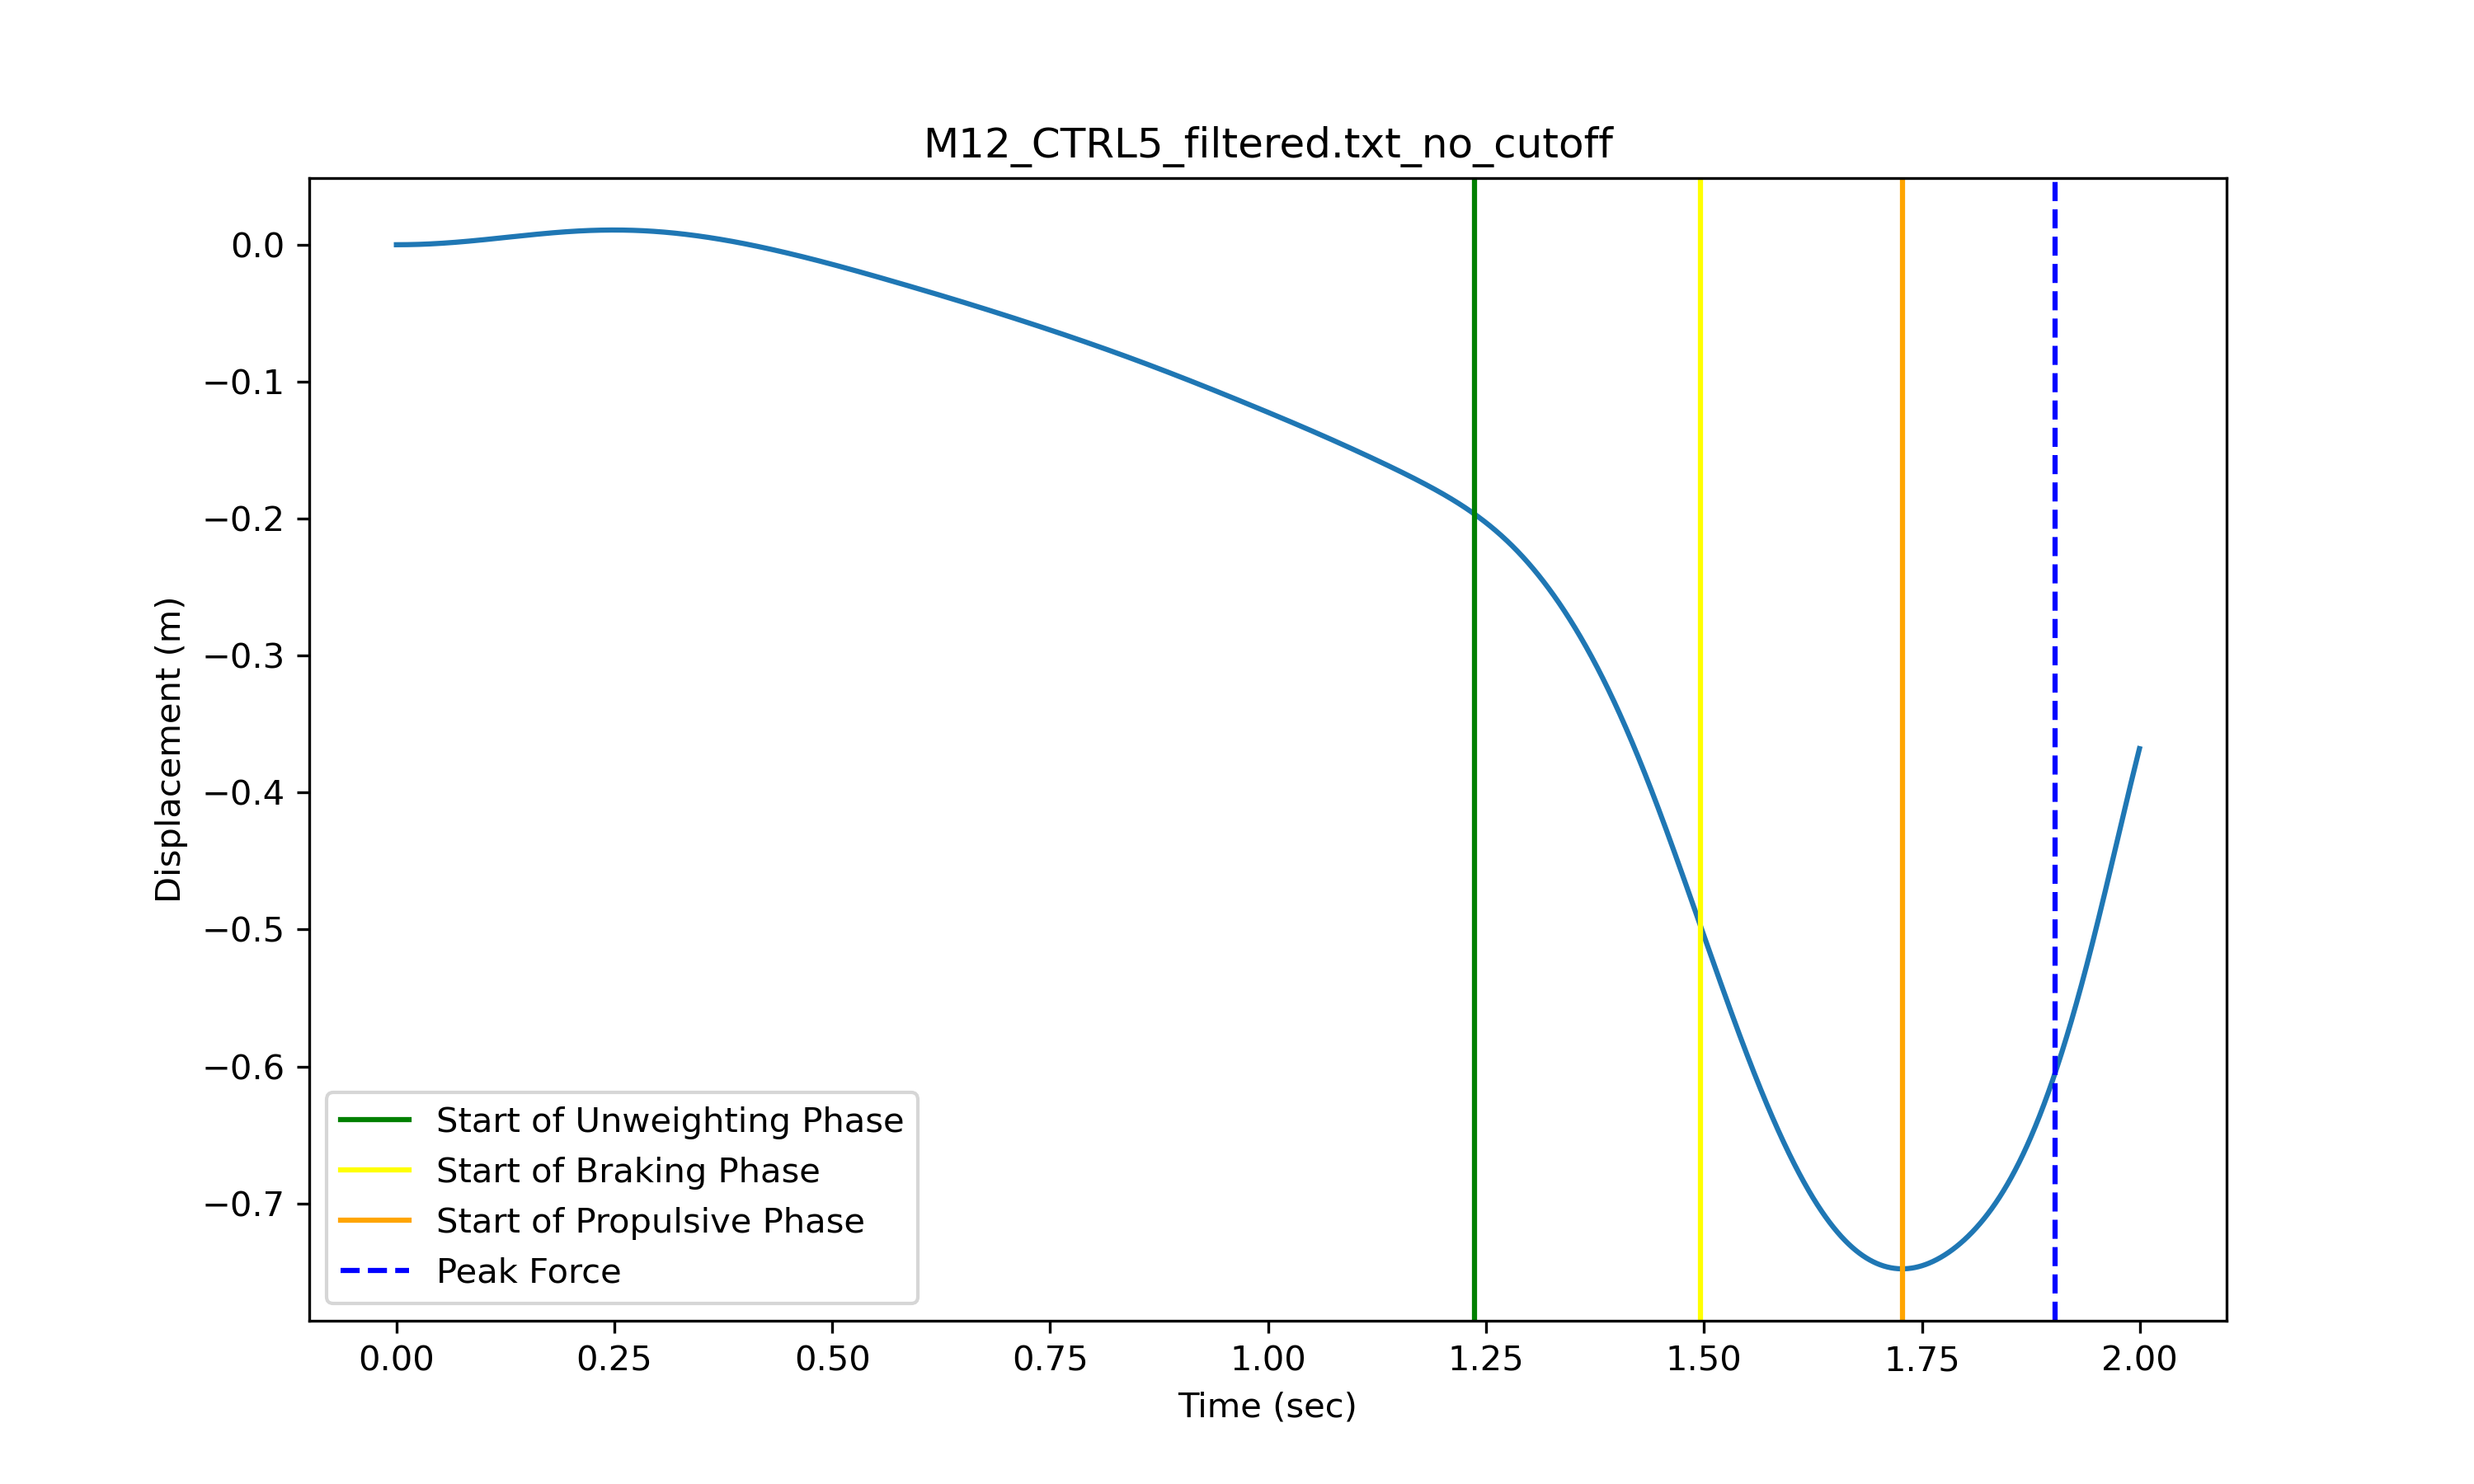 M12_CTRL5_filtered.txt_no_cutoff
Displacement (m)
0.0
−0.1
−0.2
−0.3
−0.4
−0.5
−0.6
−0.7
Start of Unweighting Phase
Start of Braking Phase
Start of Propulsive Phase
Peak Force
0.00 0.25 0.50 0.75 1.00 1.25 1.50 1.75 2.00
Time (sec)